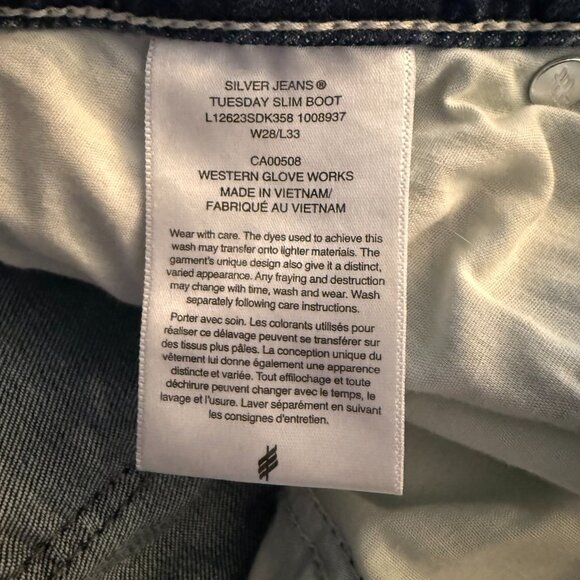 SILVER JEANS®
TUESDAY SLIM BOOT
L12623SDK358 1008937
W28/L33
CA00508
WESTERN GLOVE WORKS
MADE IN VIETNAM/
FABRIQUÉ AU VIETNAM
Wear with care. The dyes used to achieve this
wash may transfer onto lighter materials. The
garment's unique design also give it a distinct,
varied appearance. Any fraying and destruction
may change with time, wash and wear. Wash
separately following care instructions.
Porter avec soin. Les colorants utilisés pour
réaliser ce délavage peuvent se transférer sur
des tissus plus pâles. La conception unique du
vêtement lui donne également une apparence
distincte et variée. Tout effilochage et toute
déchirure peuvent changer avec le temps, le
lavage et l'usure. Laver séparément en suivant
les consignes d'entretien.